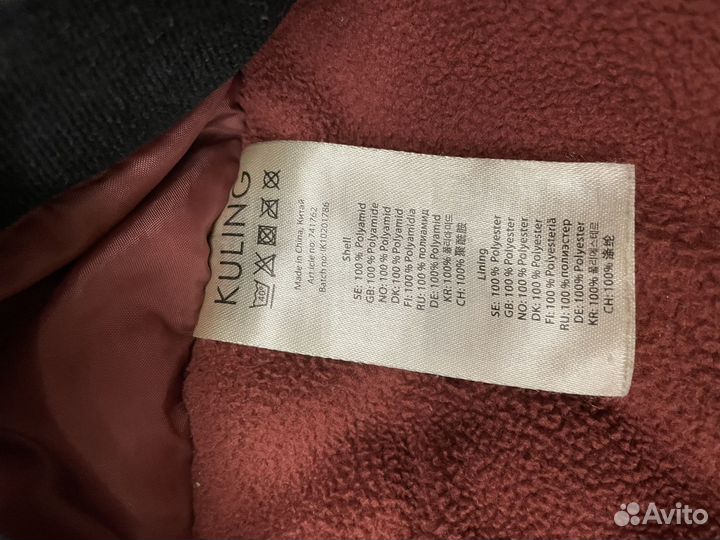 KULING
40°
Made in China, Китай
Article no: 741762
Batch no: IK10201786
Shell
SE: 100 % Polyamid
GB: 100 % Polyamide
NO: 100 % Polyamid
DK: 100 % Polyamid
FI: 100 % Polyamidia
RU: 100 % полиамид
DE: 100% Polyamid
KR: 100% 폴리아미드
CH: 100% 聚酰胺
Lining
SE: 100 % Polyester
GB: 100 % Polyester
NO: 100 % Polyester
DK: 100 % Polyester
FI: 100 % Polyesteriä
RU: 100 % полиэстер
DE: 100 % Polyester
KR: 100% 폴리에스테르
CH: 100% 涤纶
Avito